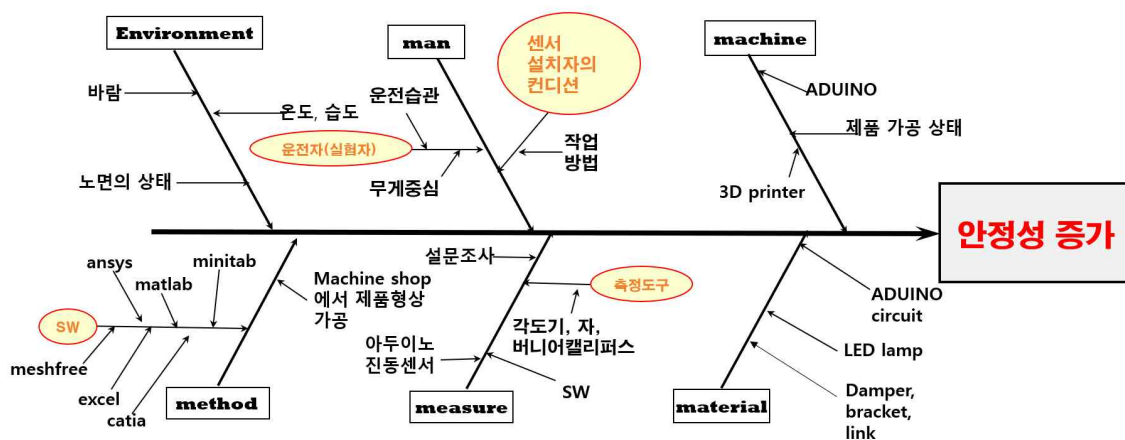 Environment
바람
온도, 습도
노면의 상태
man
운전습관
운전자(실험자)
무게중심
센서
설치자의
컨디션
작업
방법
machine
ADUINO
제품 가공 상태
3D printer
안정성 증가
ansys
matlab
minitab
SW
meshfree
excel
catia
Machine shop
에서 제품형상
가공
method
설문조사
측정도구
각도기, 자,
버니어캘리퍼스
아두이노
진동센서
SW
measure
ADUINO
circuit
LED lamp
Damper,
bracket,
link
material